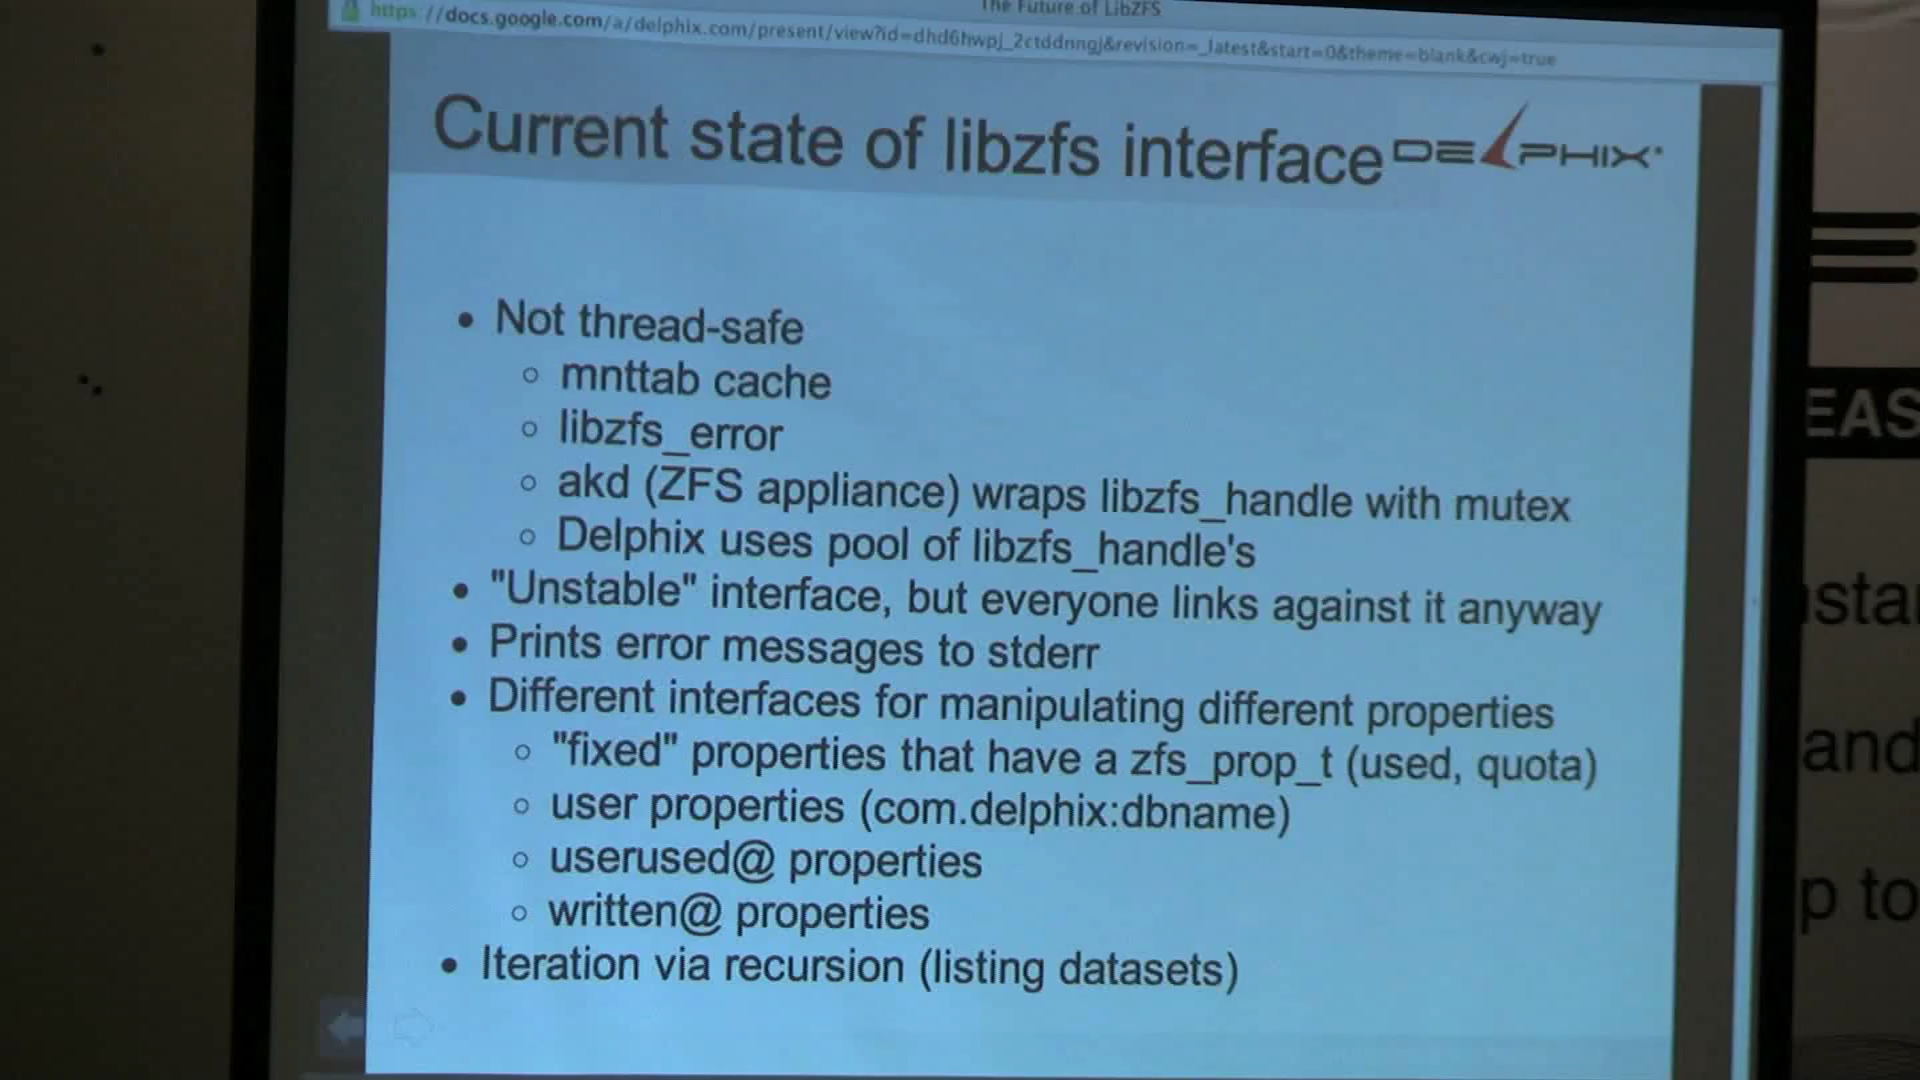 The Future of LibZFS
https://docs.google.com/a/delphix.com/present/view?id=dhd6hwpj_2ctddnngj&revision=_latest&start=0&theme=blank&cwj=true
Current state of libzfs interface DELPHIX
• Not thread-safe
○ mnttab cache
○ libzfs_error
○ akd (ZFS appliance) wraps libzfs_handle with mutex
○ Delphix uses pool of libzfs_handle's
• "Unstable" interface, but everyone links against it anyway
• Prints error messages to stderr
• Different interfaces for manipulating different properties
○ "fixed" properties that have a zfs_prop_t (used, quota)
○ user properties (com.delphix:dbname)
○ userused@ properties
○ written@ properties
• Iteration via recursion (listing datasets)
EAS
and
p to